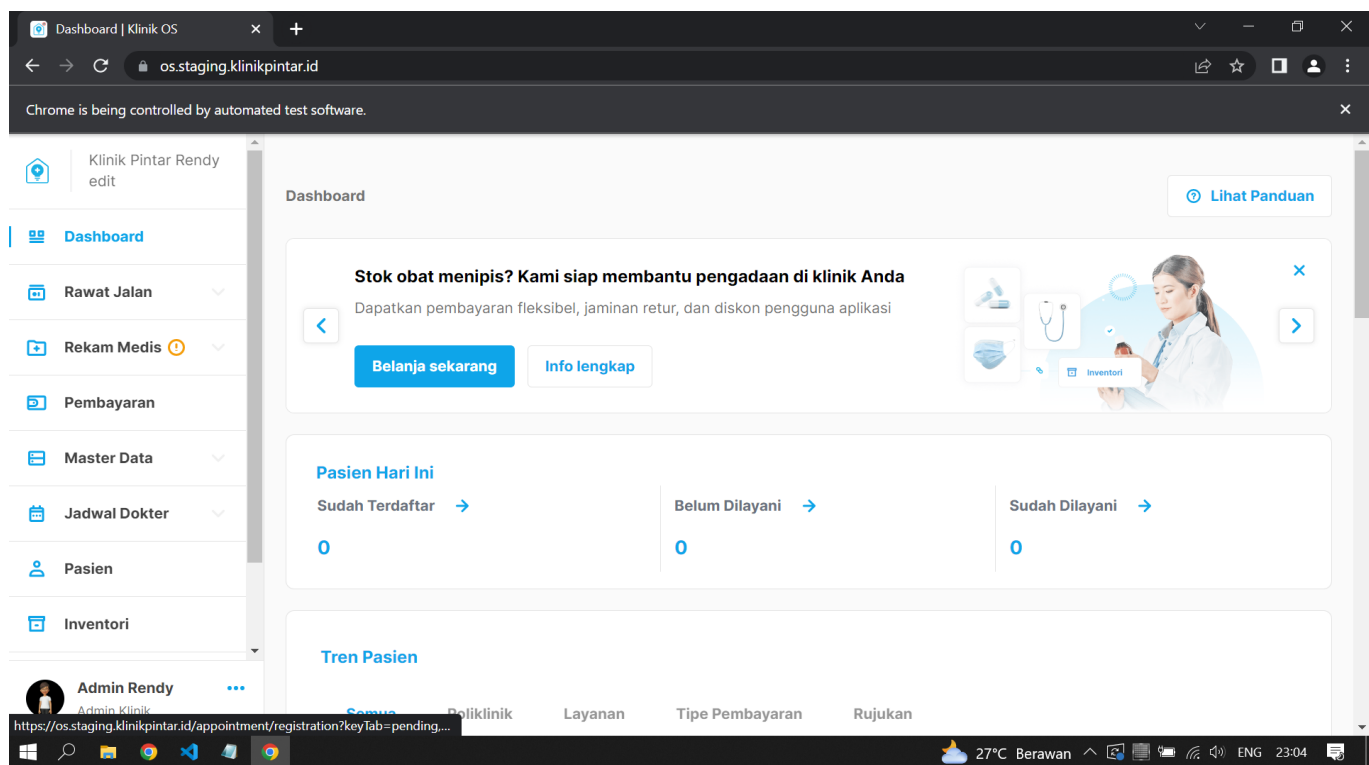 Dashboard | Klinik OS
os.staging.klinikpintar.id
Chrome is being controlled by automated test software.
Klinik Pintar Rendy
edit
Dashboard
Rawat Jalan
Rekam Medis
Pembayaran
Master Data
Jadwal Dokter
Pasien
Inventori
Admin Rendy
Admin Klinik
https://os.staging.klinikpintar.id/appointment/registration?keyTab=pending,...
Dashboard
Lihat Panduan
Stok obat menipis? Kami siap membantu pengadaan di klinik Anda
Dapatkan pembayaran fleksibel, jaminan retur, dan diskon pengguna aplikasi
Belanja sekarang
Info lengkap
Inventori
Pasien Hari Ini
Sudah Terdaftar
Belum Dilayani
Sudah Dilayani
0
0
0
Tren Pasien
Semua
Poliklinik
Layanan
Tipe Pembayaran
Rujukan
27°C Berawan
ENG
23:04